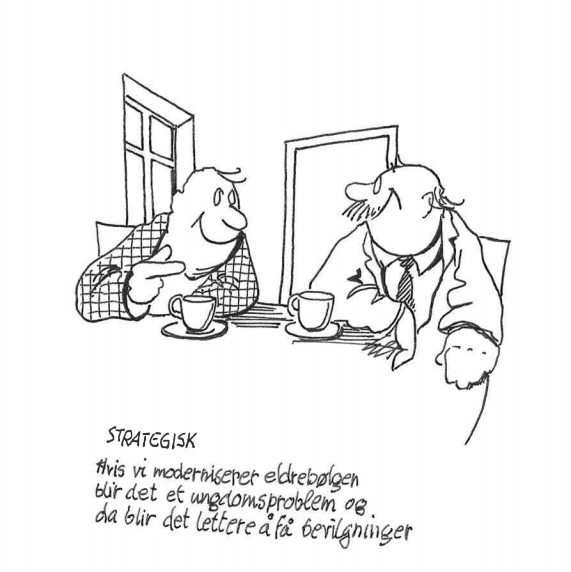 STRATEGISK
Hvis vi moderniserer eldrebølgen
blir det et ungdomsproblem og
da blir det lettere å få bevilgninger